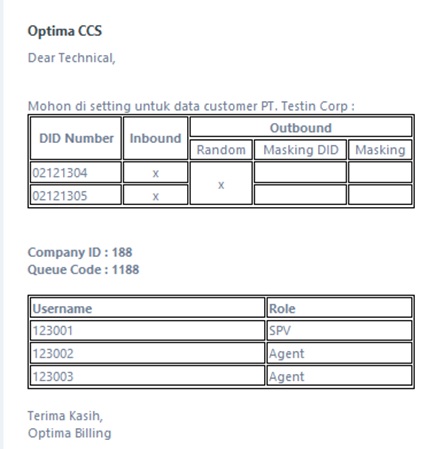 Optima CCS
Dear Technical,
Mohon di setting untuk data customer PT. Testin Corp :
DID Number Inbound Outbound
Random Masking DID Masking
02121304 x x
02121305 x
Company ID : 188
Queue Code : 1188
Username Role
123001 SPV
123002 Agent
123003 Agent
Terima Kasih,
Optima Billing